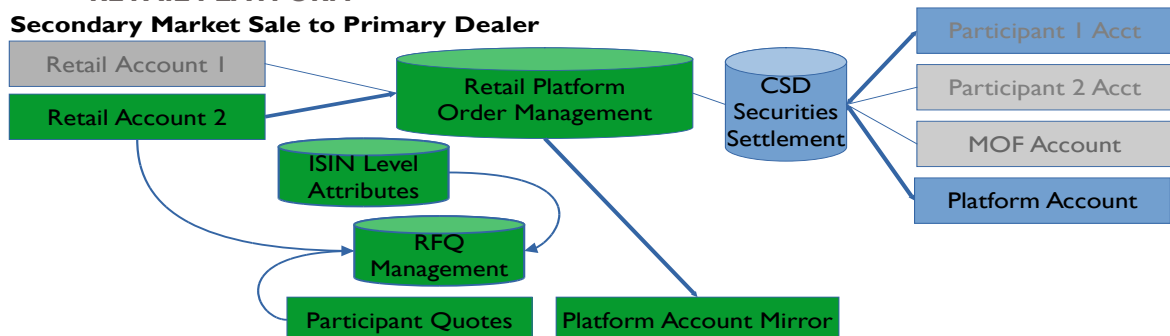 Secondary Market Sale to Primary Dealer
Retail Account 1
Retail Account 2
Retail Platform
Order Management
CSD
Securities
Settlement
Participant 1 Acct
Participant 2 Acct
MOF Account
Platform Account
ISIN Level
Attributes
RFQ
Management
Participant Quotes
Platform Account Mirror